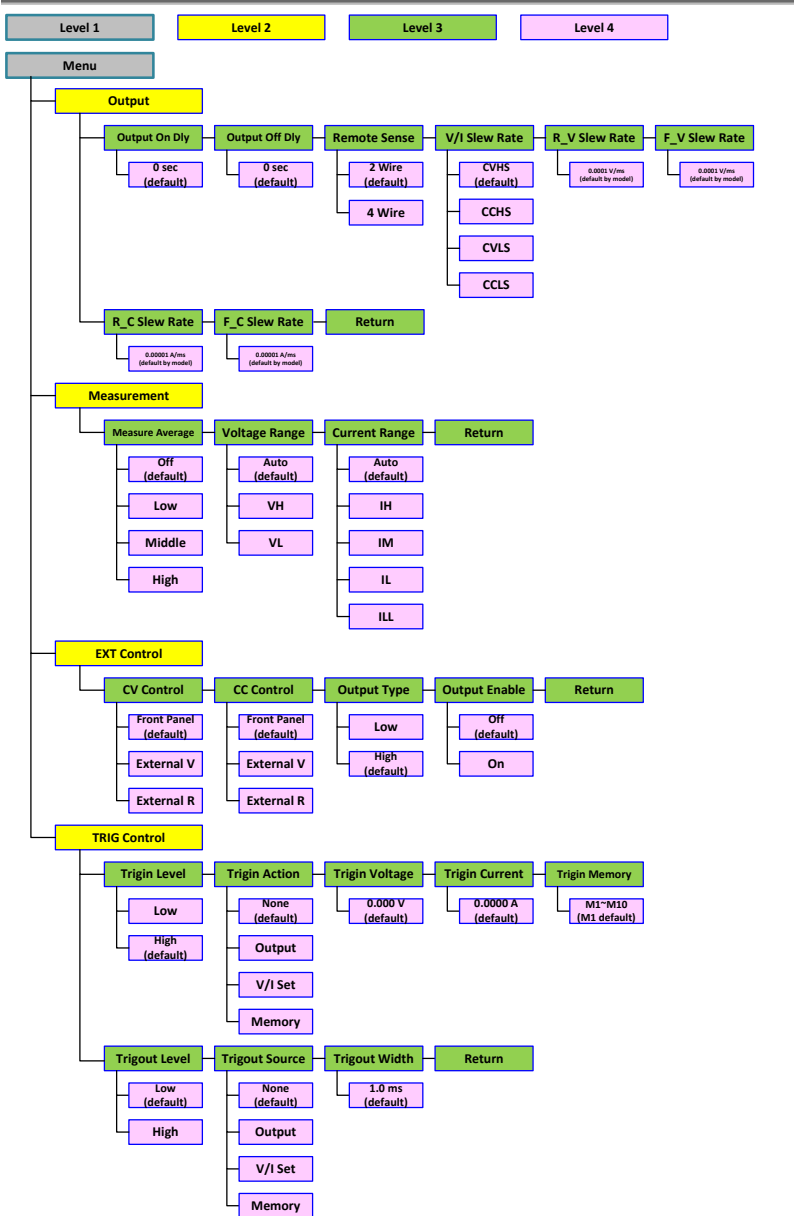 Level 1 Level 2 Level 3 Level 4
Menu
Output
Output On Dly Output Off Dly Remote Sense V/I Slew Rate R_V Slew Rate F_V Slew Rate
0 sec 0 sec 2 Wire CVHS 0.0001 V/ms 0.0001 V/ms
(default) (default) (default) (default) (default by model) (default by model)
4 Wire CCHS
CVLS
CCLS
R_C Slew Rate F_C Slew Rate Return
0.00001 A/ms 0.00001 A/ms
(default by model) (default by model)
Measurement
Measure Average Voltage Range Current Range Return
Off Auto Auto
(default) (default) (default)
Low VH IH
Middle VL IM
High IL
ILL
EXT Control
CV Control CC Control Output Type Output Enable Return
Front Panel Front Panel Low Off
(default) (default) (default)
External V External V High On
(default)
External R External R
TRIG Control
Trigin Level Trigin Action Trigin Voltage Trigin Current Trigin Memory
Low None 0.000 V 0.0000 A M1~M10
(default) (default) (default) (M1 default)
High Output
(default)
V/I Set
Memory
Trigout Level Trigout Source Trigout Width Return
Low None 1.0 ms
(default) (default) (default)
High Output
V/I Set
Memory